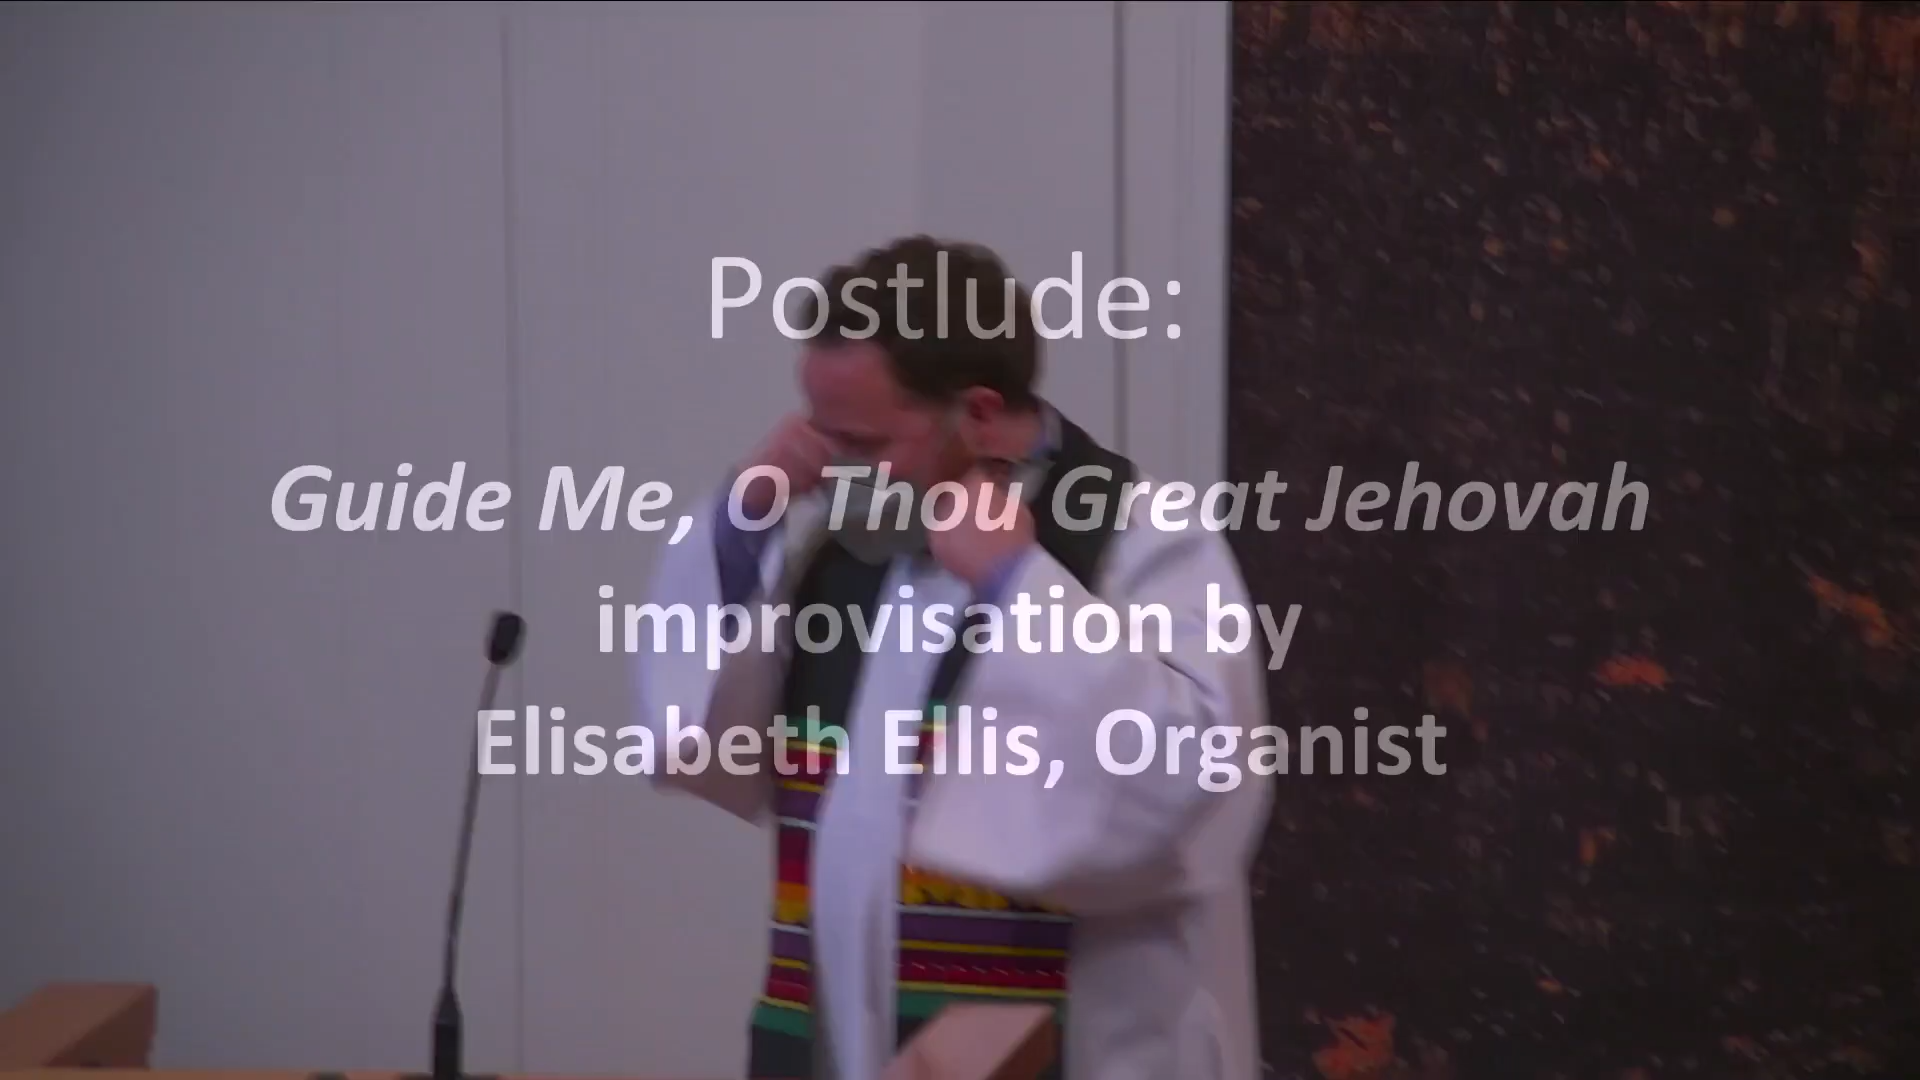 Postlude:
Guide Me, O Thou Great Jehovah
improvisation by
Elisabeth Ellis, Organist